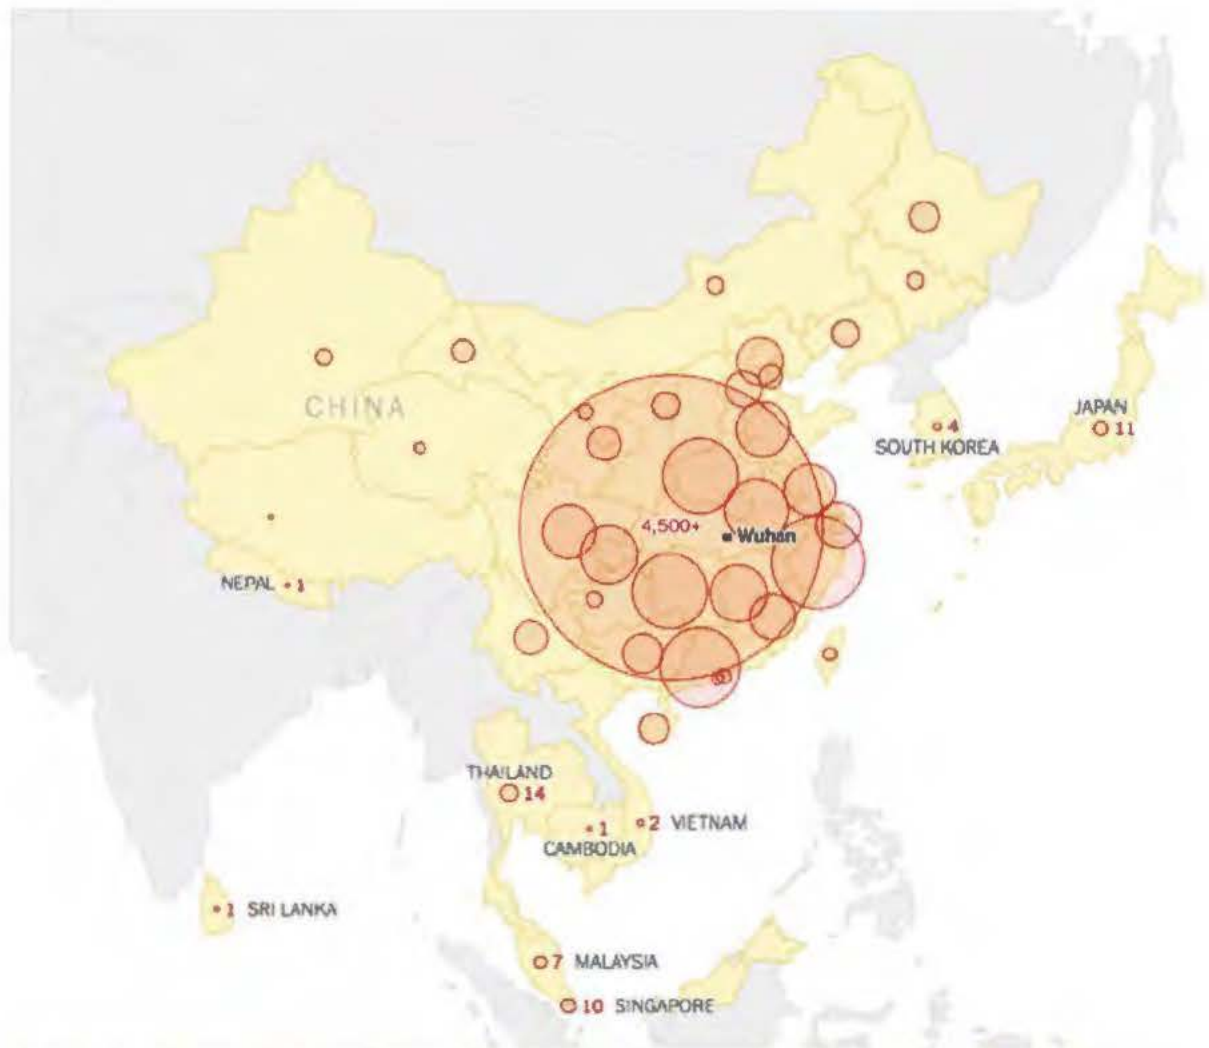 CHINA
JAPAN
11
4
SOUTH KOREA
4,500+
Wuhan
NEPAL 1
THAILAND
14
1
CAMBODIA
2 VIETNAM
1 SRI LANKA
7 MALAYSIA
10 SINGAPORE